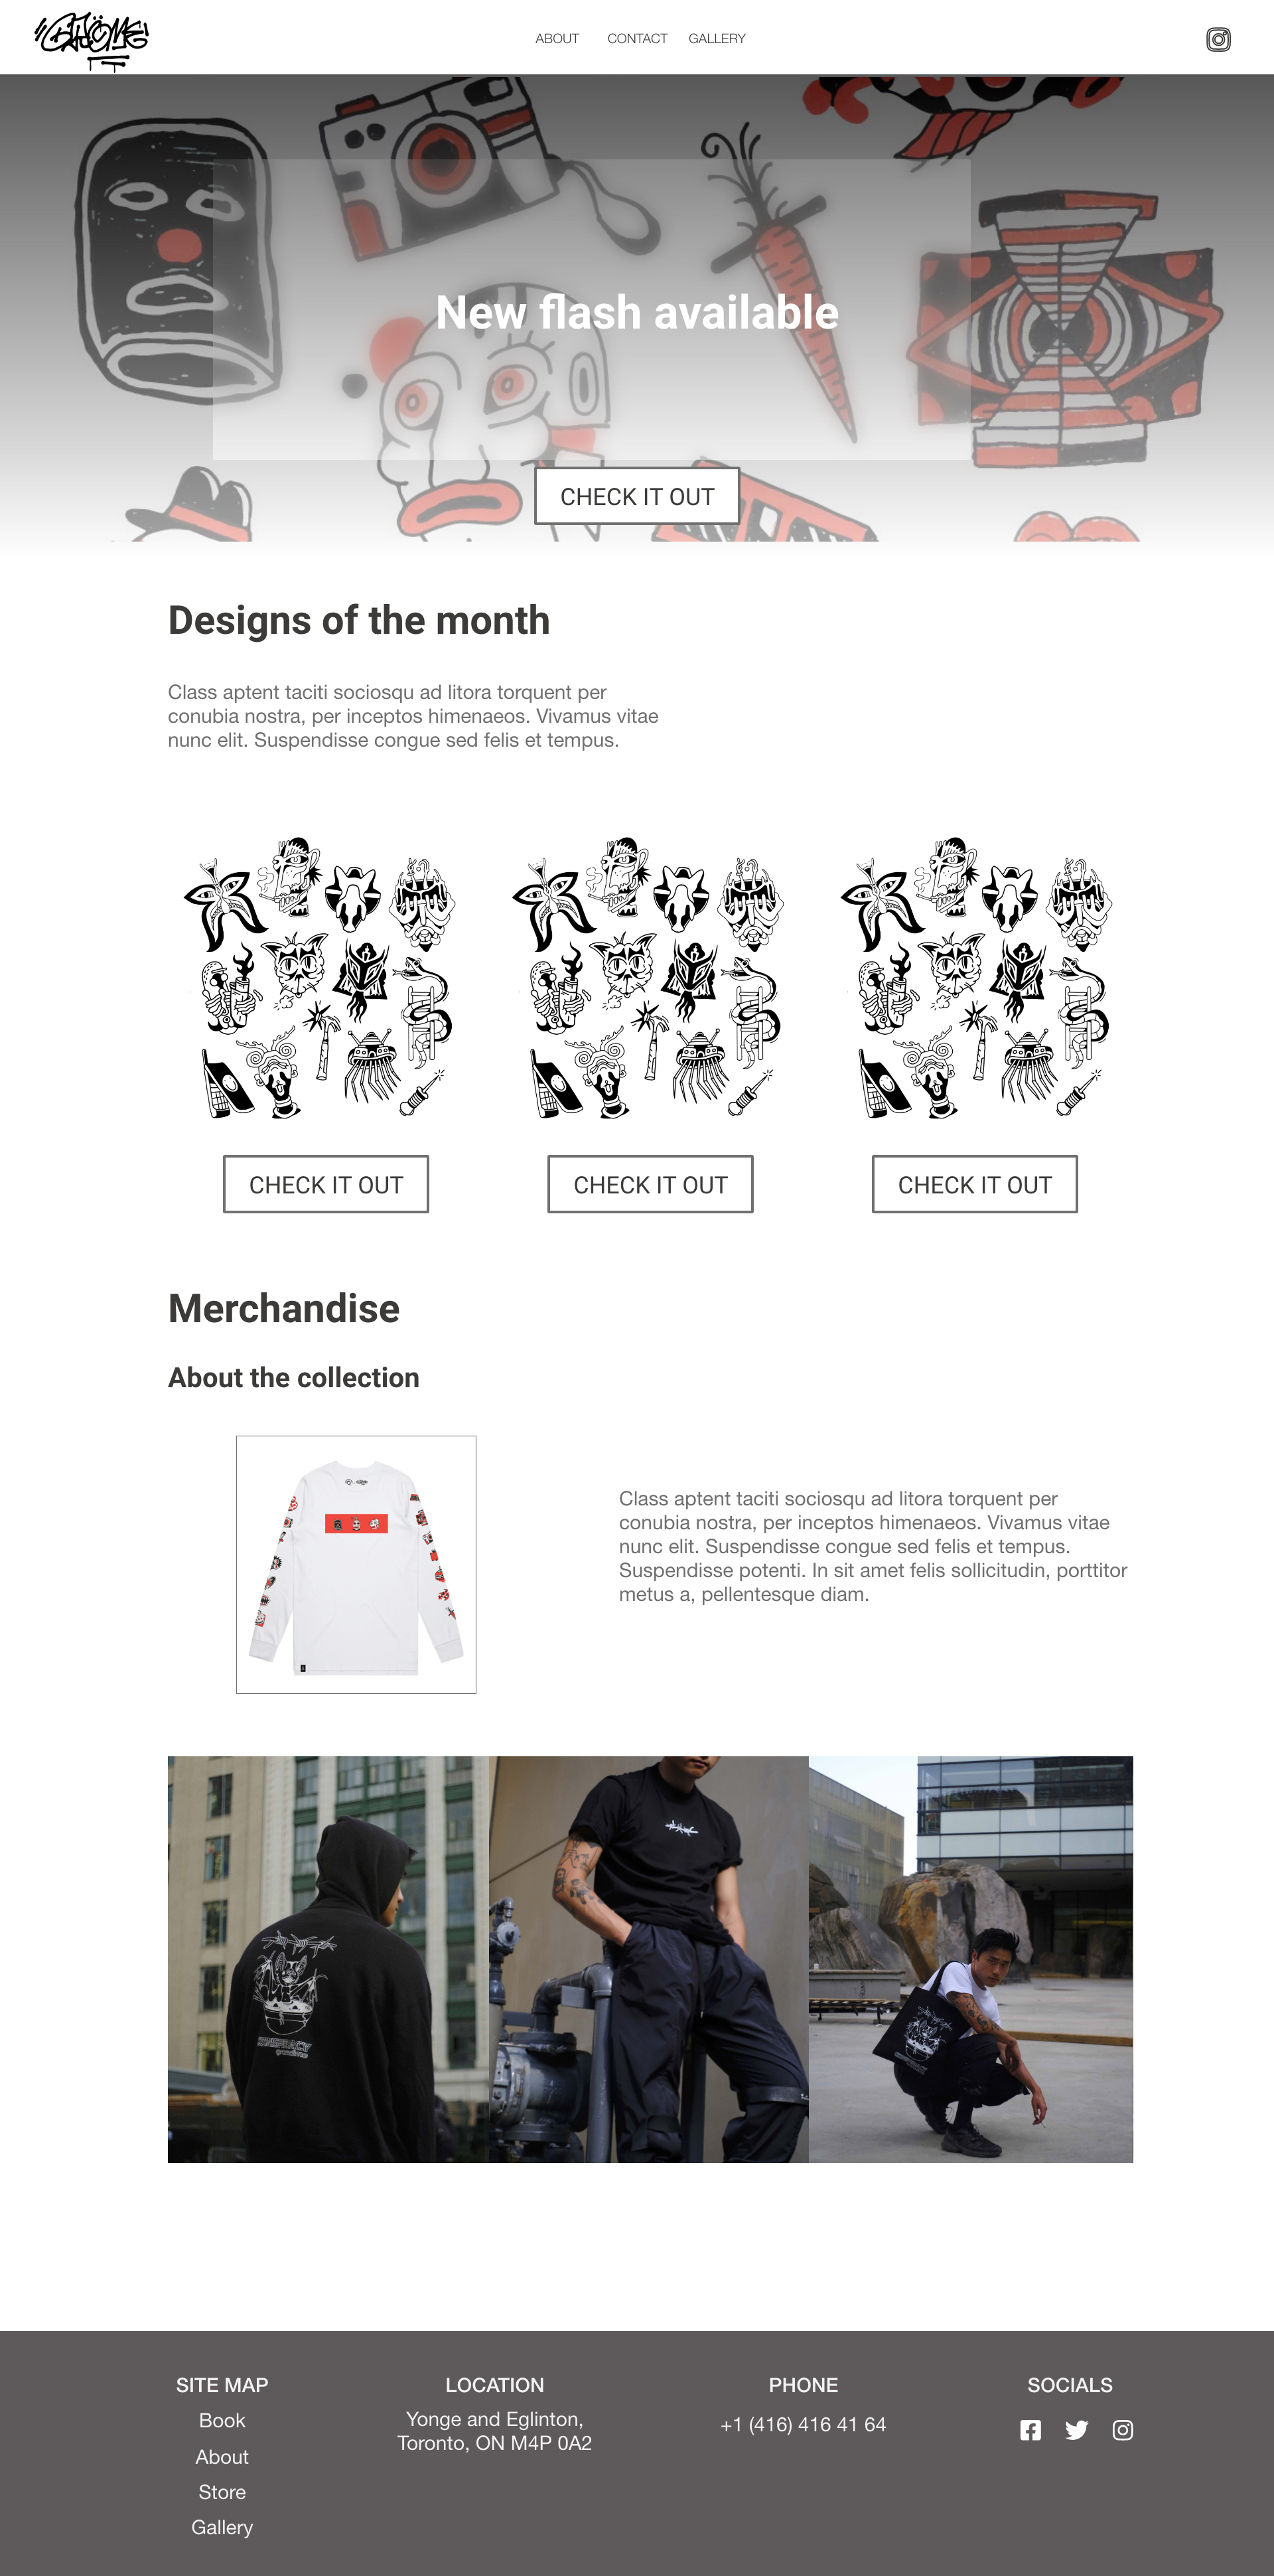 ABOUT CONTACT GALLERY
New flash available
CHECK IT OUT
Designs of the month
Class aptent taciti sociosqu ad litora torquent per
conubia nostra, per inceptos himenaeos. Vivamus vitae
nunc elit. Suspendisse congue sed felis et tempus.
CHECK IT OUT CHECK IT OUT CHECK IT OUT
Merchandise
About the collection
Class aptent taciti sociosqu ad litora torquent per
conubia nostra, per inceptos himenaeos. Vivamus vitae
nunc elit. Suspendisse congue sed felis et tempus.
Suspendisse potenti. In sit amet felis sollicitudin, porttitor
metus a, pellentesque diam.
SITE MAP
Book
About
Store
Gallery
LOCATION
Yonge and Eglinton,
Toronto, ON M4P 0A2
PHONE
+1 (416) 416 41 64
SOCIALS